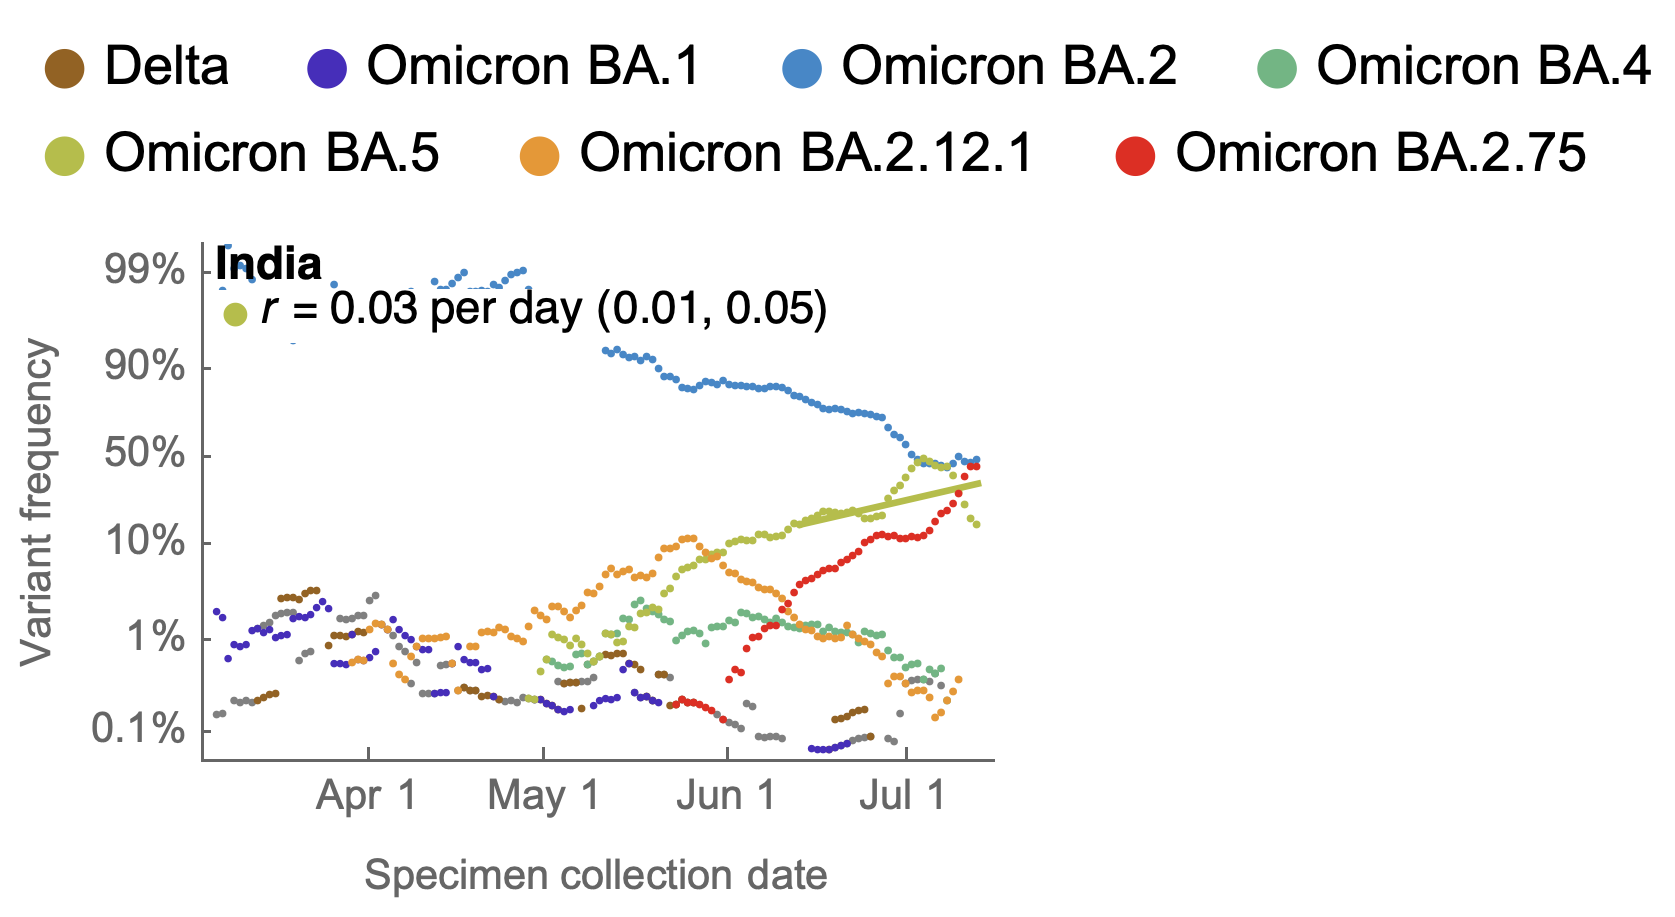 Delta Omicron BA.1 Omicron BA.2 Omicron BA.4
Omicron BA.5 Omicron BA.2.12.1 Omicron BA.2.75
India
r = 0.03 per day (0.01, 0.05)
Variant frequency
99%
90%
50%
10%
1%
0.1%
Apr 1 May 1 Jun 1 Jul 1
Specimen collection date